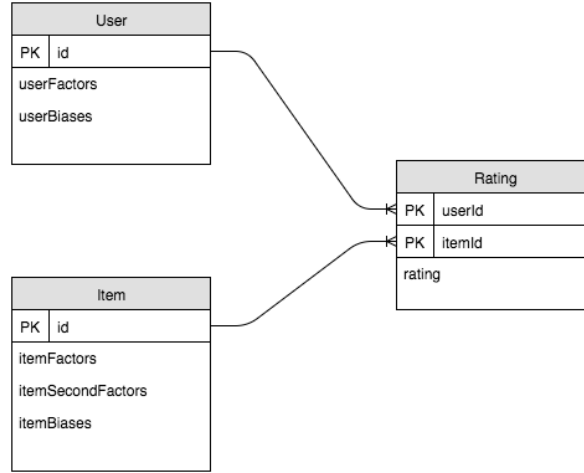 User
PK id
userFactors
userBiases
Rating
PK userId
PK itemId
rating
Item
PK id
itemFactors
itemSecondFactors
itemBiases